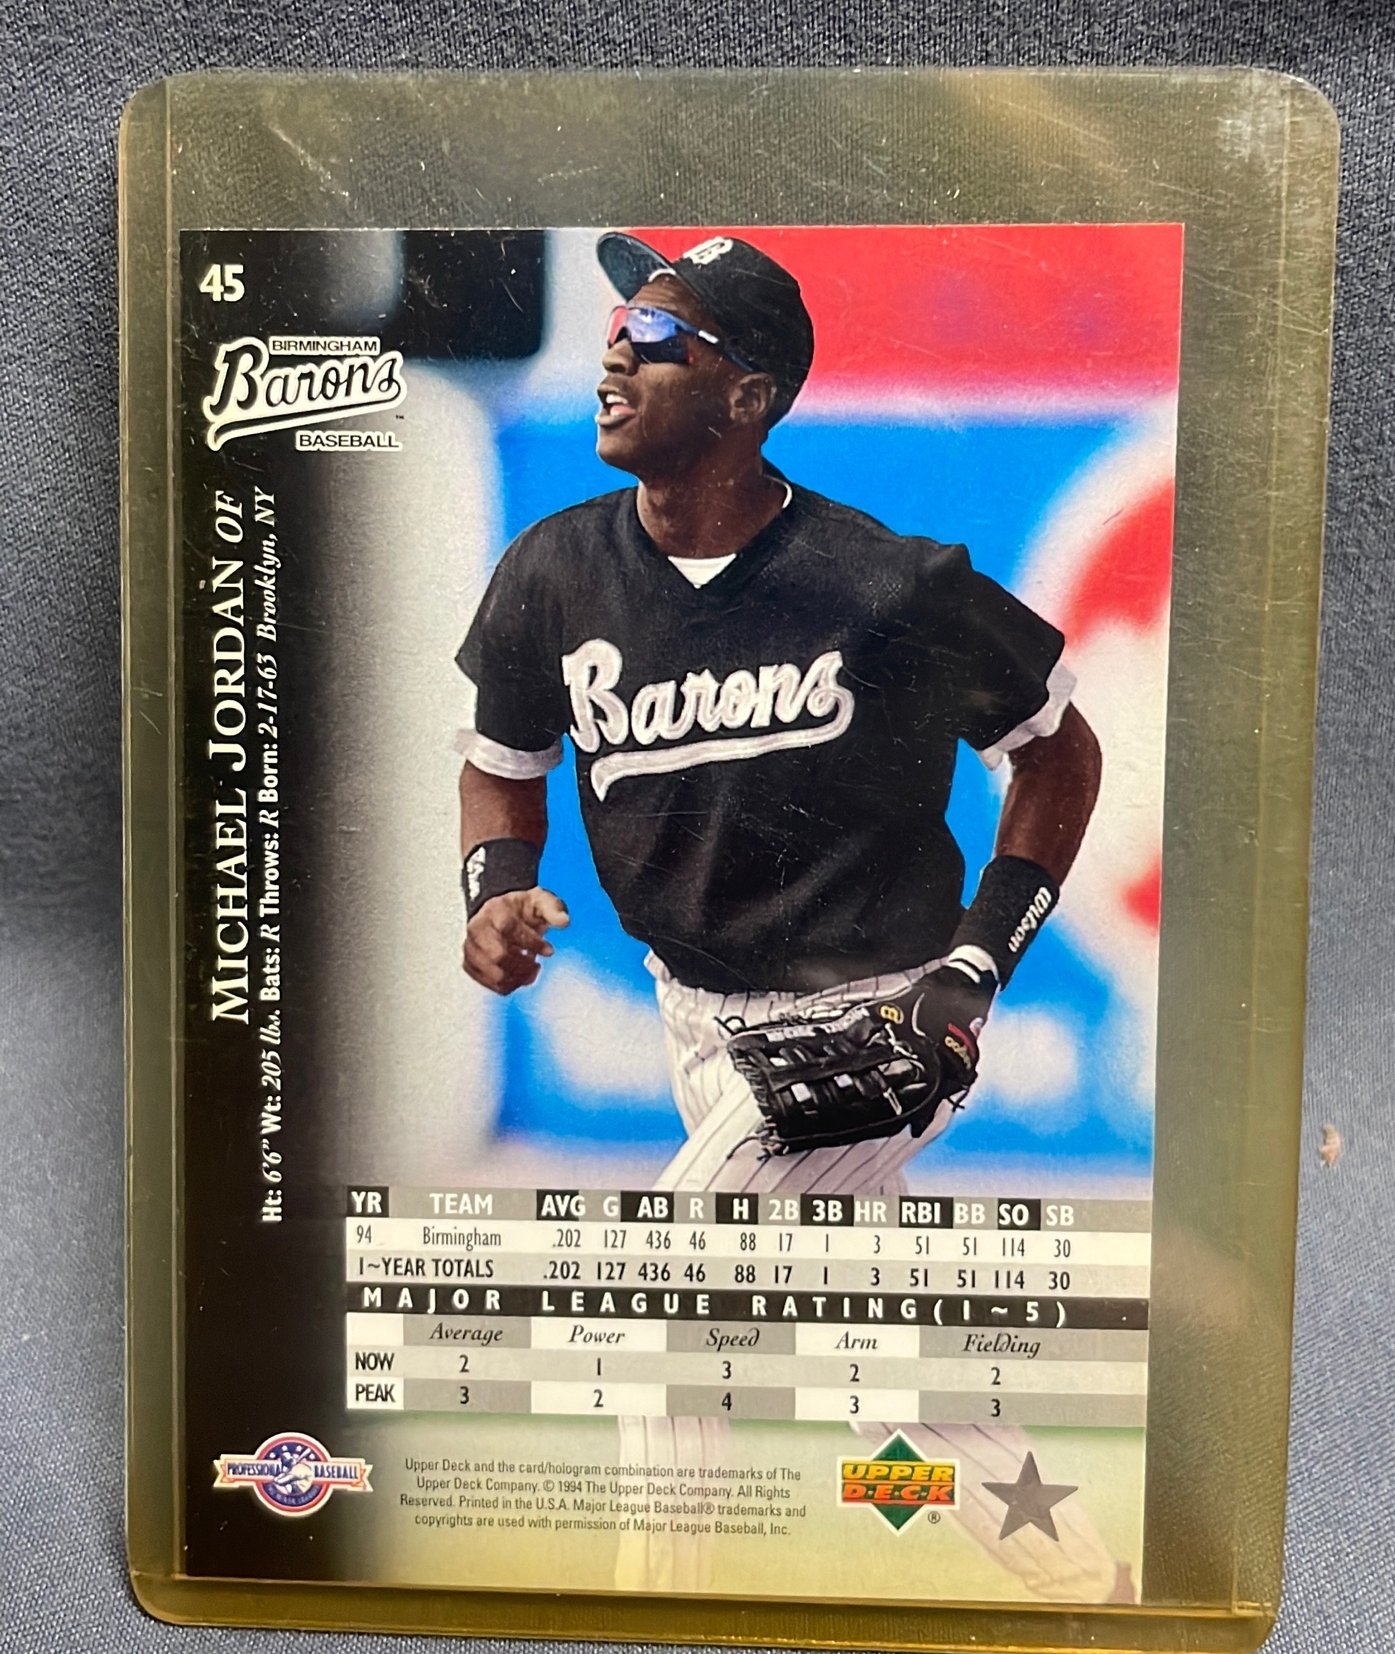 45
BIRMINGHAM
Barons
™
BASEBALL
MICHAEL JORDAN OF
Ht: 6'6" Wt: 205 lbs. Bats: R Throws: R Born: 2-17-63 Brooklyn, NY
B
Barons
Wilson
YR TEAM AVG G AB R H 2B 3B HR RBI BB SO SB
94 Birmingham .202 127 436 46 88 17 1 3 51 51 114 30
1~YEAR TOTALS .202 127 436 46 88 17 1 3 51 51 114 30
MAJOR LEAGUE RATING (1~5)
Average Power Speed Arm Fielding
NOW 2 1 3 2 2
PEAK 3 2 4 3 3
PROFESSIONAL BASEBALL
Upper Deck and the card/hologram combination are trademarks of The
Upper Deck Company. © 1994 The Upper Deck Company. All Rights
Reserved. Printed in the U.S.A. Major League Baseball® trademarks and
copyrights are used with permission of Major League Baseball, Inc.
UPPER
D·E·C·K
®